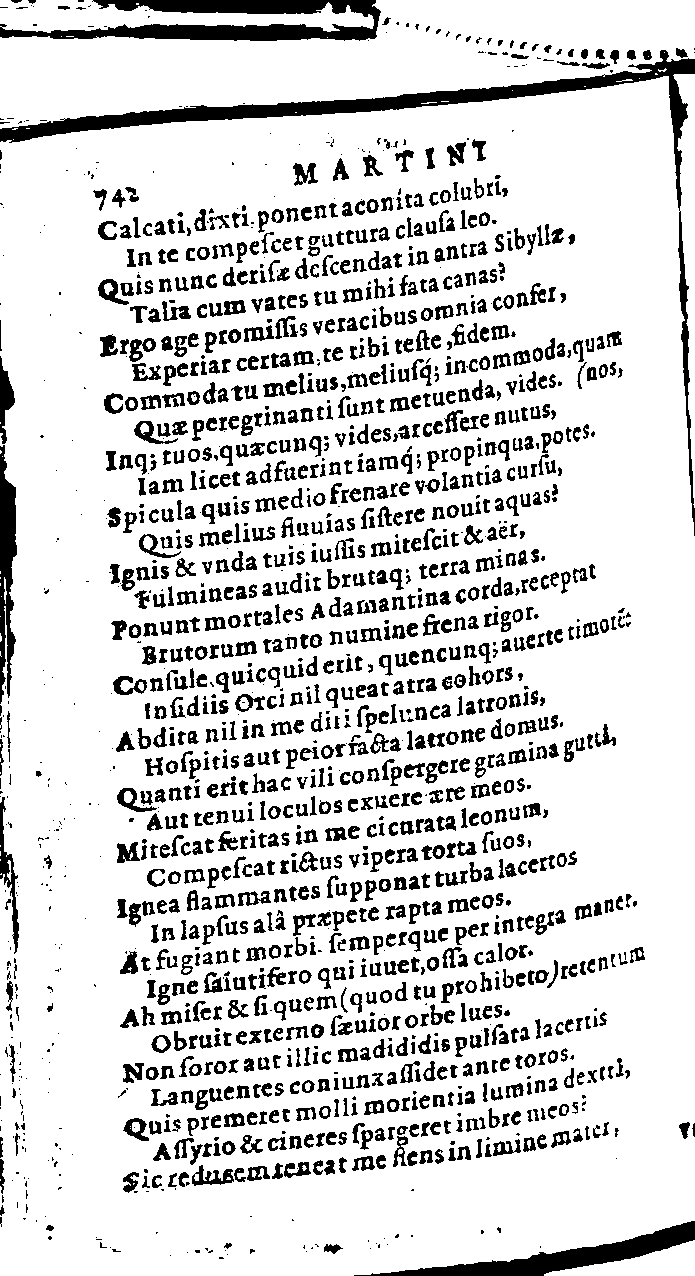 742 MARTINI
Calcati, dixti. ponent aconita colubri,
In te compeſcet guttura clauſa leo.
Quis nunc deriſæ deſcendat in antra Sibyllæ,
Talia cum vates tu mihi fata canas?
Ergo age promiſſis veracibus omnia confer,
Experiar certam, te tibi teſte, fidem.
Commoda tu melius, meliuſq́; incommoda, quam
Quæ peregrinanti ſunt metuenda, vides. (nos,
Inq; tuos, quæcunq; vides, arceſſere nutus,
Iam licet adfuerint iamq́; propinqua, potes.
Spicula quis medio frenare volantia curſu,
Quis melius fluuias ſiſtere nouit aquas?
Ignis & vnda tuis iuſſis miteſcit & aër,
Fulmineas audit brutaq; terra minas.
Ponunt mortales Adamantina corda, receptat
Brutorum tanto numine frena rigor.
Conſule, quicquid erit, quencunq; auerte timorẽ:
Inſidiis Orci nil queat atra cohors,
Abdita nil in me diri ſpelunca latronis,
Hoſpitis aut peior facta latrone domus.
Quanti erit hac vili conſpergere gramina gutta,
Aut tenui loculos exuere ære meos.
Miteſcat feritas in me cicurata leonum,
Compeſcat rictus vipera torta ſuos,
Ignea flammantes ſupponat turba lacertos
In lapſus alâ præpete rapta meos.
At fugiant morbi. ſemperque per integra manet.
Igne ſalutifero qui iuuet, oſſa calor.
Ah miſer & ſi quem (quod tu prohibeto) retentum
Obruit externo ſæuior orbe lues.
Non ſoror aut illic madididis pulſata lacertis
Languentes coniunx aſſidet ante toros.
Quis premeret molli morientia lumina dextrâ,
Aſſyrio & cineres ſpargeret imbre meos?
Sic reducem teneat me flens in limine mater,